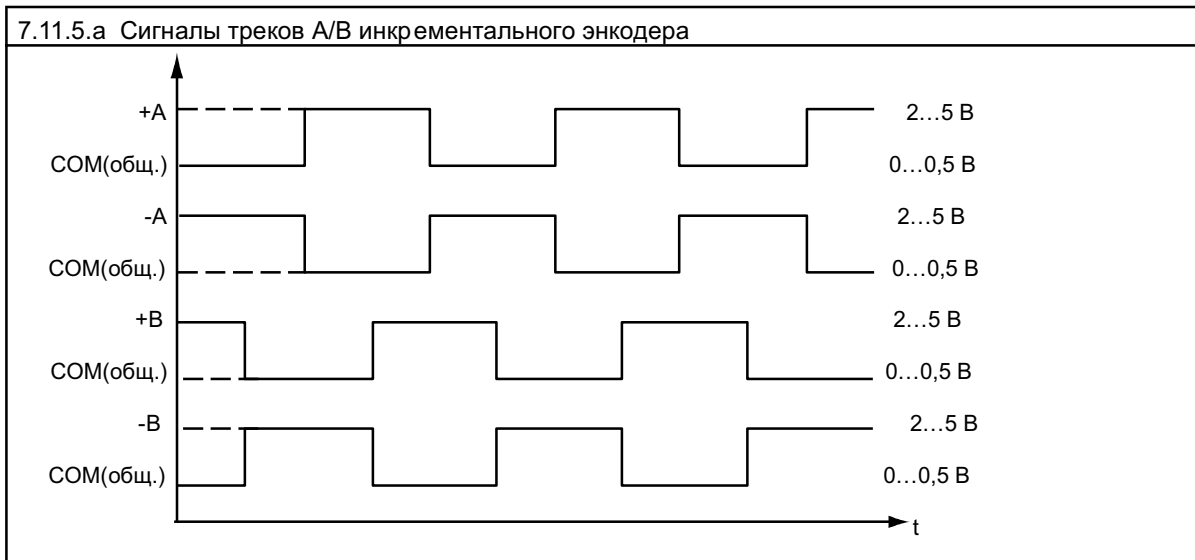 7.11.5.a Сигналы треков A/B инкрементального энкодера
+A 2...5 В
COM(общ.) 0...0,5 В
-A 2...5 В
COM(общ.) 0...0,5 В
+B 2...5 В
COM(общ.) 0...0,5 В
-B 2...5 В
COM(общ.) 0...0,5 В
t